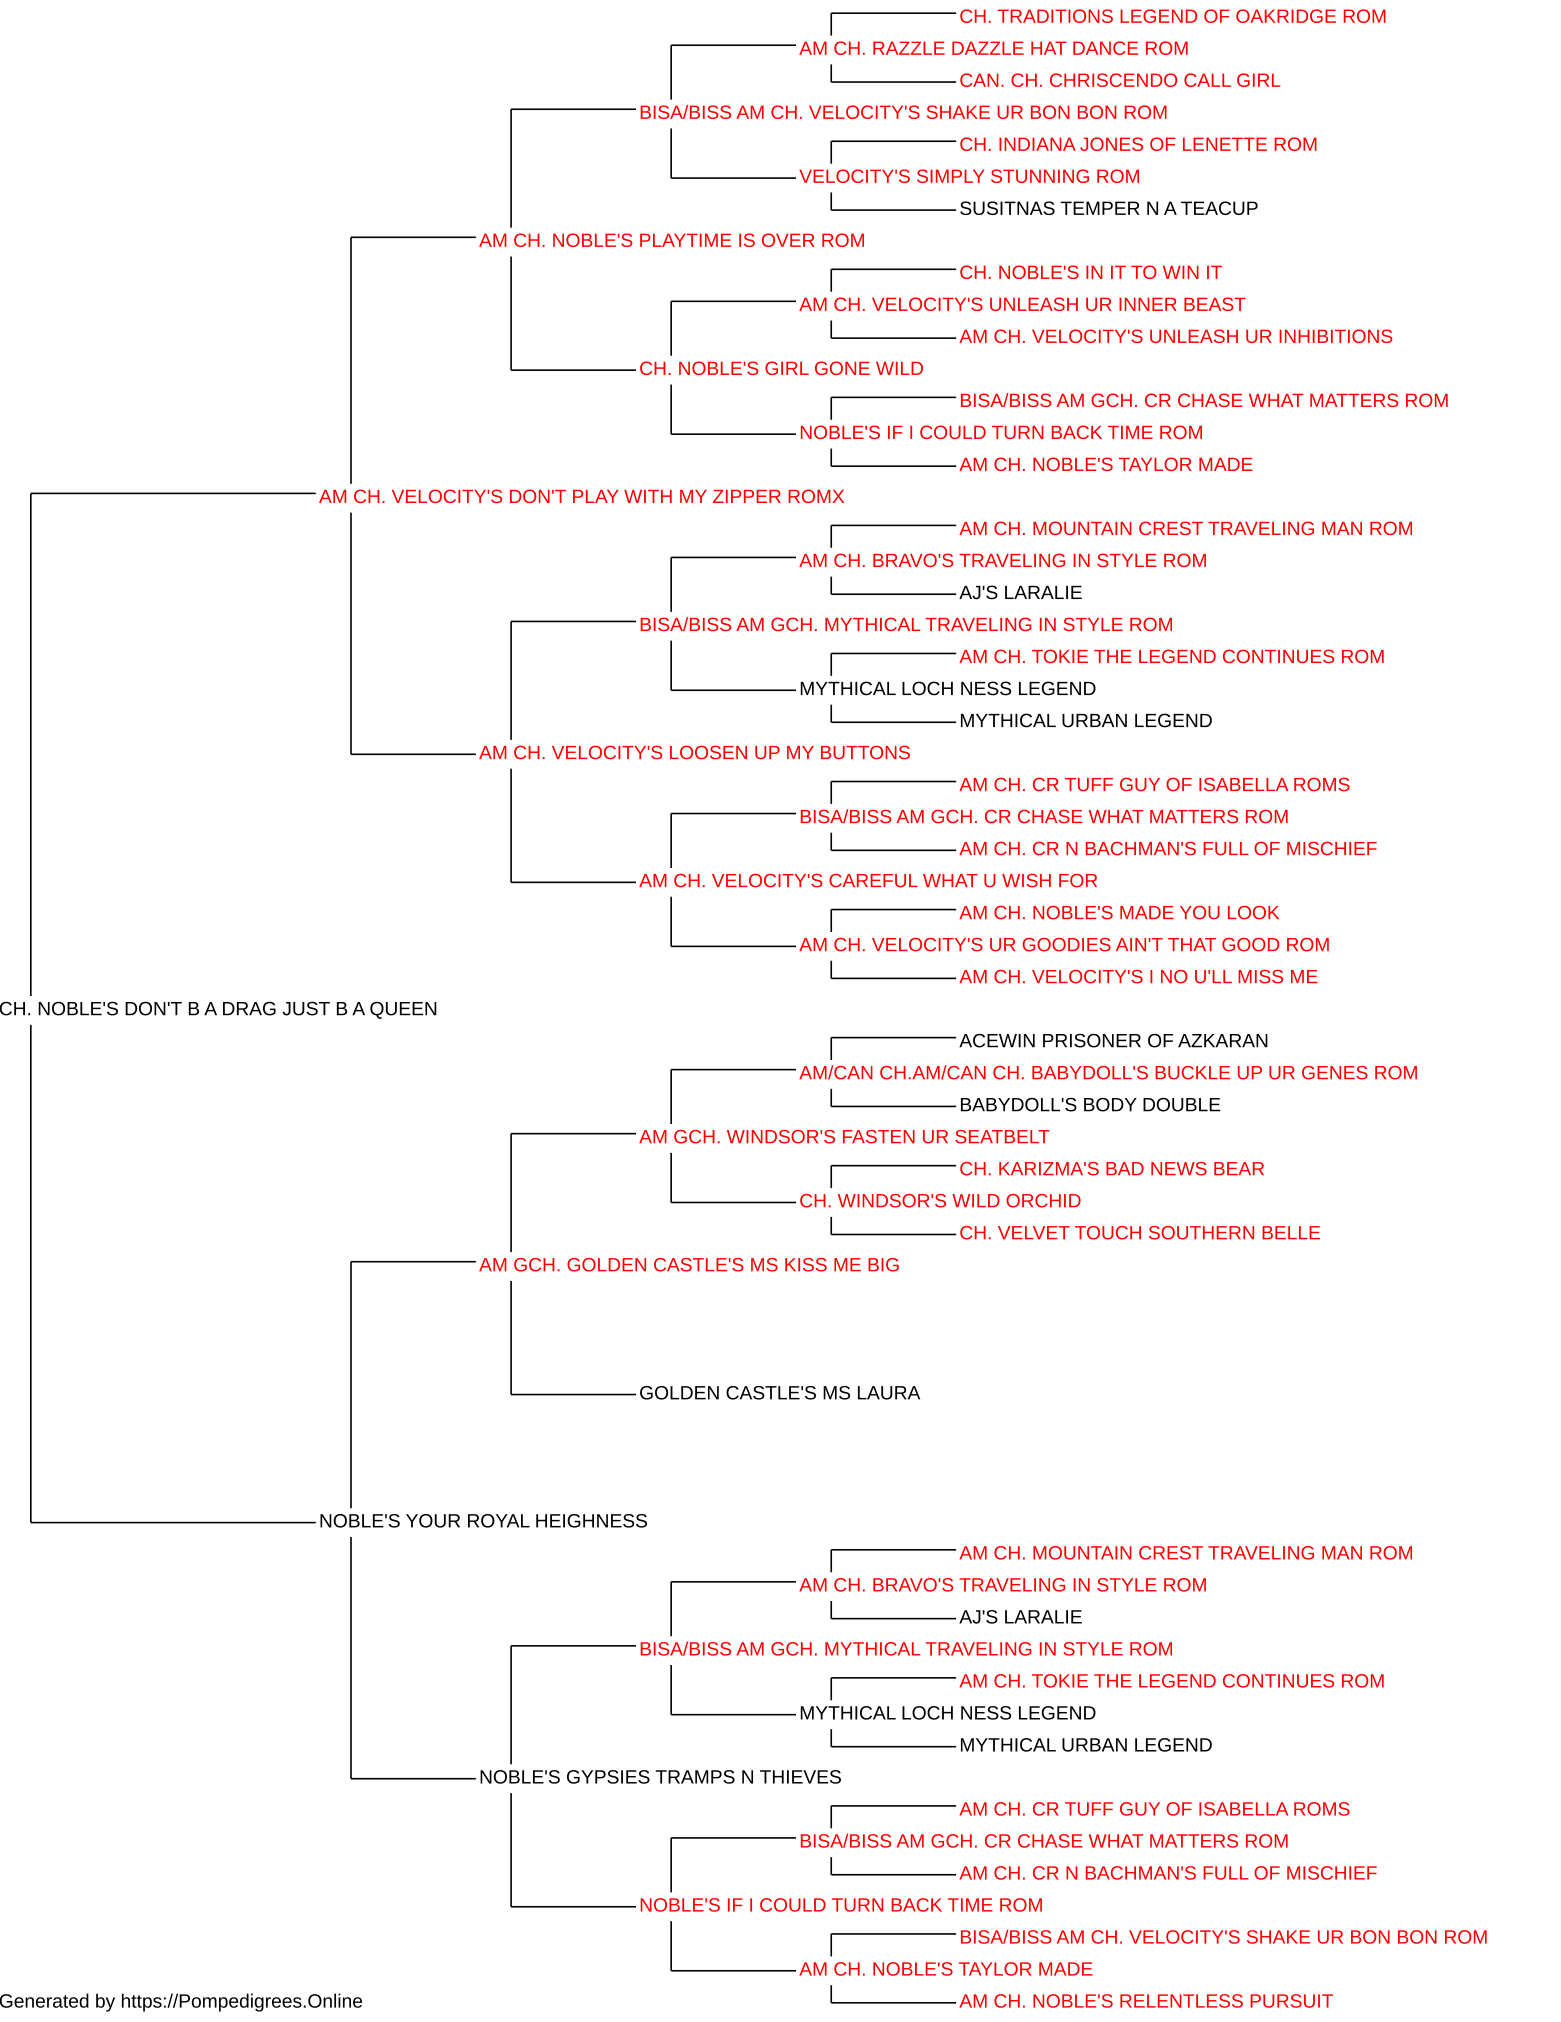 CH. TRADITIONS LEGEND OF OAKRIDGE ROM
AM CH. RAZZLE DAZZLE HAT DANCE ROM
CAN. CH. CHRISCENDO CALL GIRL
BISA/BISS AM CH. VELOCITY'S SHAKE UR BON BON ROM
CH. INDIANA JONES OF LENETTE ROM
VELOCITY'S SIMPLY STUNNING ROM
SUSITNAS TEMPER N A TEACUP
AM CH. NOBLE'S PLAYTIME IS OVER ROM
CH. NOBLE'S IN IT TO WIN IT
AM CH. VELOCITY'S UNLEASH UR INNER BEAST
AM CH. VELOCITY'S UNLEASH UR INHIBITIONS
CH. NOBLE'S GIRL GONE WILD
BISA/BISS AM GCH. CR CHASE WHAT MATTERS ROM
NOBLE'S IF I COULD TURN BACK TIME ROM
AM CH. NOBLE'S TAYLOR MADE
AM CH. VELOCITY'S DON'T PLAY WITH MY ZIPPER ROMX
AM CH. MOUNTAIN CREST TRAVELING MAN ROM
AM CH. BRAVO'S TRAVELING IN STYLE ROM
AJ'S LARALIE
BISA/BISS AM GCH. MYTHICAL TRAVELING IN STYLE ROM
AM CH. TOKIE THE LEGEND CONTINUES ROM
MYTHICAL LOCH NESS LEGEND
MYTHICAL URBAN LEGEND
AM CH. VELOCITY'S LOOSEN UP MY BUTTONS
AM CH. CR TUFF GUY OF ISABELLA ROMS
BISA/BISS AM GCH. CR CHASE WHAT MATTERS ROM
AM CH. CR N BACHMAN'S FULL OF MISCHIEF
AM CH. VELOCITY'S CAREFUL WHAT U WISH FOR
AM CH. NOBLE'S MADE YOU LOOK
AM CH. VELOCITY'S UR GOODIES AIN'T THAT GOOD ROM
AM CH. VELOCITY'S I NO U'LL MISS ME
CH. NOBLE'S DON'T B A DRAG JUST B A QUEEN
ACEWIN PRISONER OF AZKARAN
AM/CAN CH.AM/CAN CH. BABYDOLL'S BUCKLE UP UR GENES ROM
BABYDOLL'S BODY DOUBLE
AM GCH. WINDSOR'S FASTEN UR SEATBELT
CH. KARIZMA'S BAD NEWS BEAR
CH. WINDSOR'S WILD ORCHID
CH. VELVET TOUCH SOUTHERN BELLE
AM GCH. GOLDEN CASTLE'S MS KISS ME BIG
GOLDEN CASTLE'S MS LAURA
NOBLE'S YOUR ROYAL HEIGHNESS
AM CH. MOUNTAIN CREST TRAVELING MAN ROM
AM CH. BRAVO'S TRAVELING IN STYLE ROM
AJ'S LARALIE
BISA/BISS AM GCH. MYTHICAL TRAVELING IN STYLE ROM
AM CH. TOKIE THE LEGEND CONTINUES ROM
MYTHICAL LOCH NESS LEGEND
MYTHICAL URBAN LEGEND
NOBLE'S GYPSIES TRAMPS N THIEVES
AM CH. CR TUFF GUY OF ISABELLA ROMS
BISA/BISS AM GCH. CR CHASE WHAT MATTERS ROM
AM CH. CR N BACHMAN'S FULL OF MISCHIEF
NOBLE'S IF I COULD TURN BACK TIME ROM
BISA/BISS AM CH. VELOCITY'S SHAKE UR BON BON ROM
AM CH. NOBLE'S TAYLOR MADE
AM CH. NOBLE'S RELENTLESS PURSUIT
Generated by https://Pompedigrees.Online